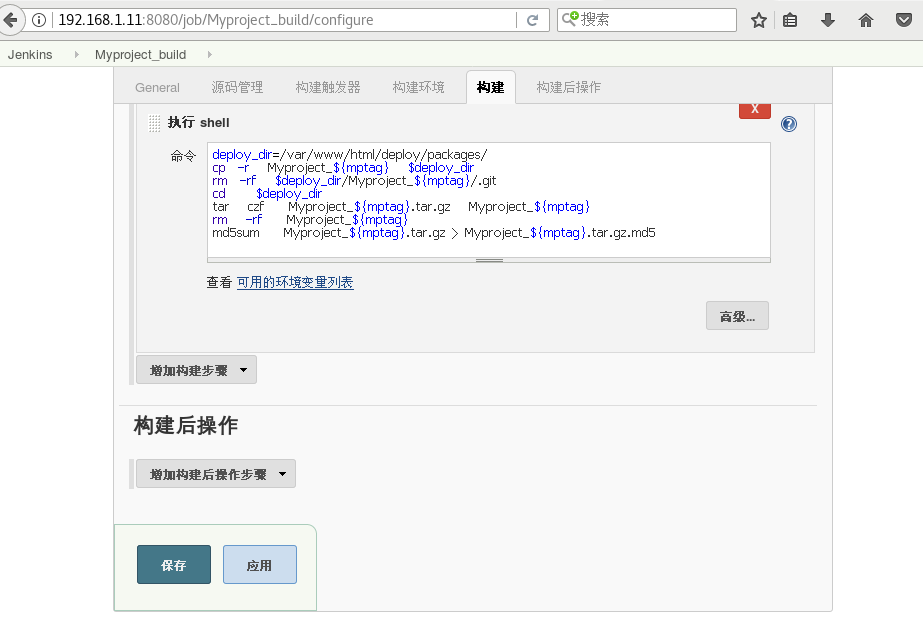 192.168.1.11:8080/job/Myproject_build/configure
搜索
Jenkins Myproject_build
General 源码管理 构建触发器 构建环境 构建 构建后操作
X
执行 shell
?
命令
deploy_dir=/var/www/html/deploy/packages/
cp -r Myproject_${mptag} $deploy_dir
rm -rf $deploy_dir/Myproject_${mptag}/.git
cd $deploy_dir
tar czf Myproject_${mptag}.tar.gz Myproject_${mptag}
rm -rf Myproject_${mptag}
md5sum Myproject_${mptag}.tar.gz > Myproject_${mptag}.tar.gz.md5
查看 可用的环境变量列表
高级...
增加构建步骤
构建后操作
增加构建后操作步骤
保存 应用